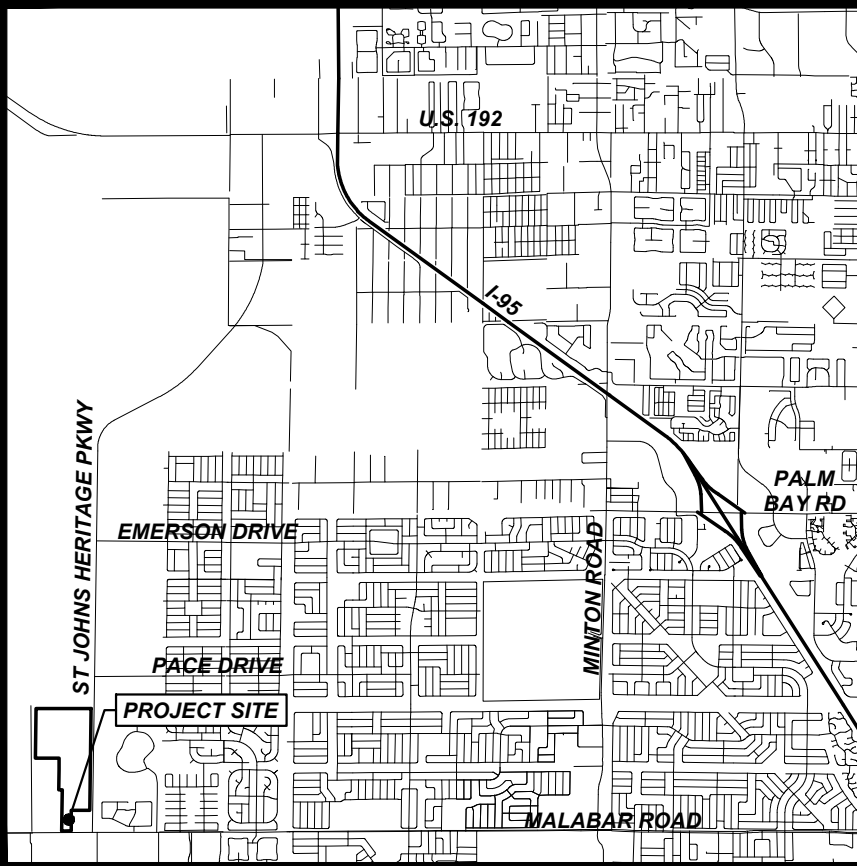 U.S. 192
I-95
ST JOHNS HERITAGE PKWY
PALM
BAY RD
EMERSON DRIVE
MINTON ROAD
PACE DRIVE
PROJECT SITE
MALABAR ROAD